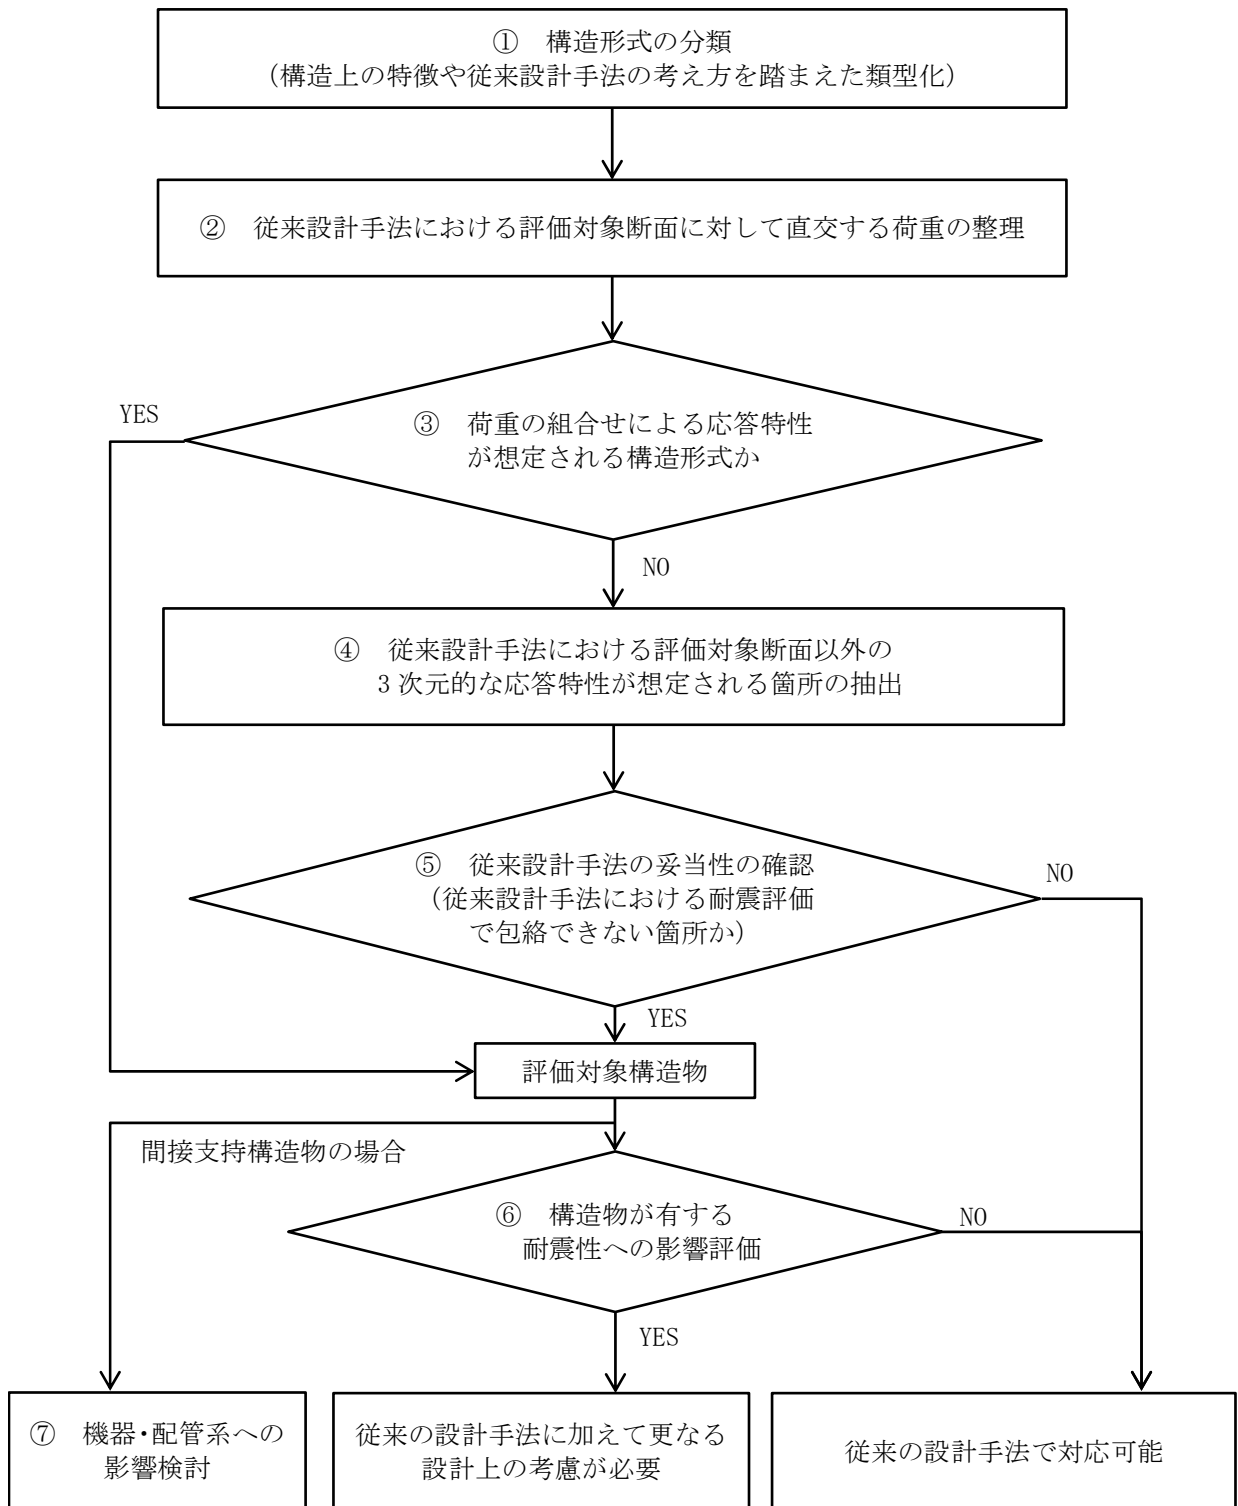 ① 構造形式の分類
(構造上の特徴や従来設計手法の考え方を踏まえた類型化)
② 従来設計手法における評価対象断面に対して直交する荷重の整理
YES
③ 荷重の組合せによる応答特性
が想定される構造形式か
NO
④ 従来設計手法における評価対象断面以外の
3次元的な応答特性が想定される箇所の抽出
⑤ 従来設計手法の妥当性の確認
(従来設計手法における耐震評価
で包絡できない箇所か)
NO
YES
評価対象構造物
間接支持構造物の場合
⑥ 構造物が有する
耐震性への影響評価
NO
YES
⑦ 機器・配管系への
影響検討
従来の設計手法に加えて更なる
設計上の考慮が必要
従来の設計手法で対応可能